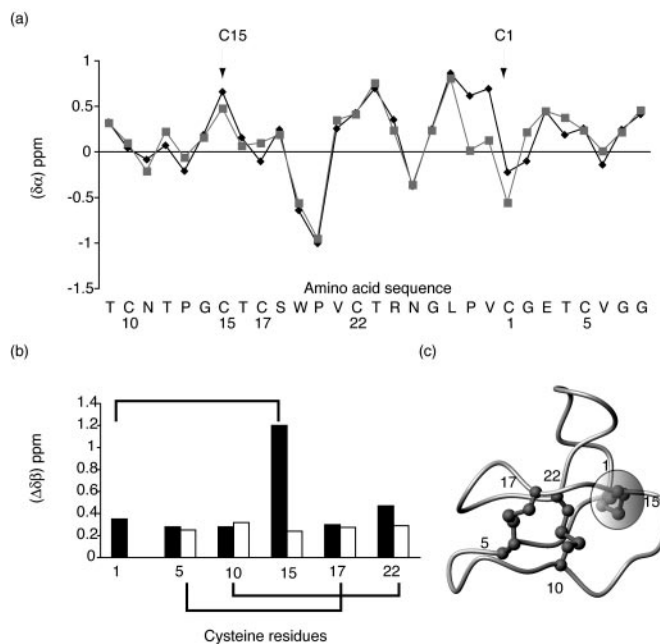 (a)
C15 C1
(δα) ppm
1
0.5
0
-0.5
-1
-1.5
Amino acid sequence
T C N T P G C T C S W P V C T R N G L P V C G E T C V G G
10 15 17 22 1 5
(b)
(c)
(Δδβ) ppm
1.4
1.2
1
0.8
0.6
0.4
0.2
0
1 5 10 15 17 22
Cysteine residues
17 22 1 15
5
10